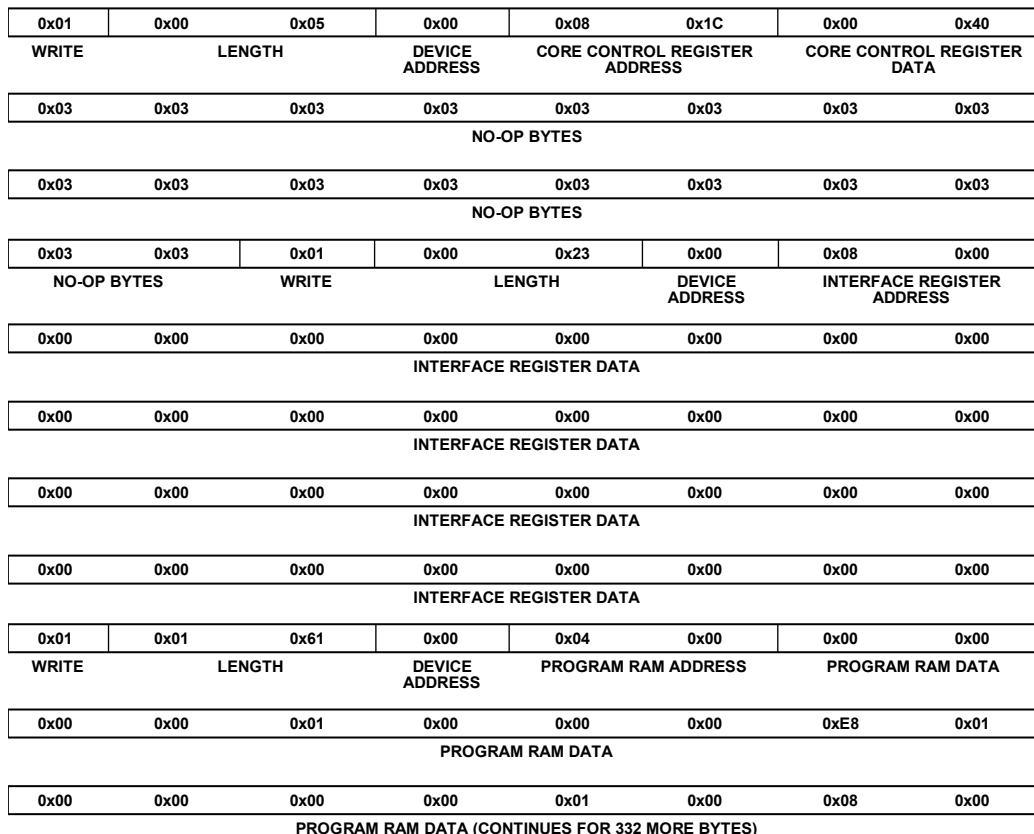 0x01 0x00 0x05 0x00 0x08 0x1C 0x00 0x40
WRITE LENGTH DEVICE ADDRESS CORE CONTROL REGISTER ADDRESS CORE CONTROL REGISTER DATA
0x03 0x03 0x03 0x03 0x03 0x03 0x03 0x03
NO-OP BYTES
0x03 0x03 0x03 0x03 0x03 0x03 0x03 0x03
NO-OP BYTES
0x03 0x03 0x01 0x00 0x23 0x00 0x08 0x00
NO-OP BYTES WRITE LENGTH DEVICE ADDRESS INTERFACE REGISTER ADDRESS
0x00 0x00 0x00 0x00 0x00 0x00 0x00 0x00
INTERFACE REGISTER DATA
0x00 0x00 0x00 0x00 0x00 0x00 0x00 0x00
INTERFACE REGISTER DATA
0x00 0x00 0x00 0x00 0x00 0x00 0x00 0x00
INTERFACE REGISTER DATA
0x00 0x00 0x00 0x00 0x00 0x00 0x00 0x00
INTERFACE REGISTER DATA
0x01 0x01 0x61 0x00 0x04 0x00 0x00 0x00
WRITE LENGTH DEVICE ADDRESS PROGRAM RAM ADDRESS PROGRAM RAM DATA
0x00 0x00 0x01 0x00 0x00 0x00 0xE8 0x01
PROGRAM RAM DATA
0x00 0x00 0x00 0x00 0x01 0x00 0x08 0x00
PROGRAM RAM DATA (CONTINUES FOR 332 MORE BYTES)